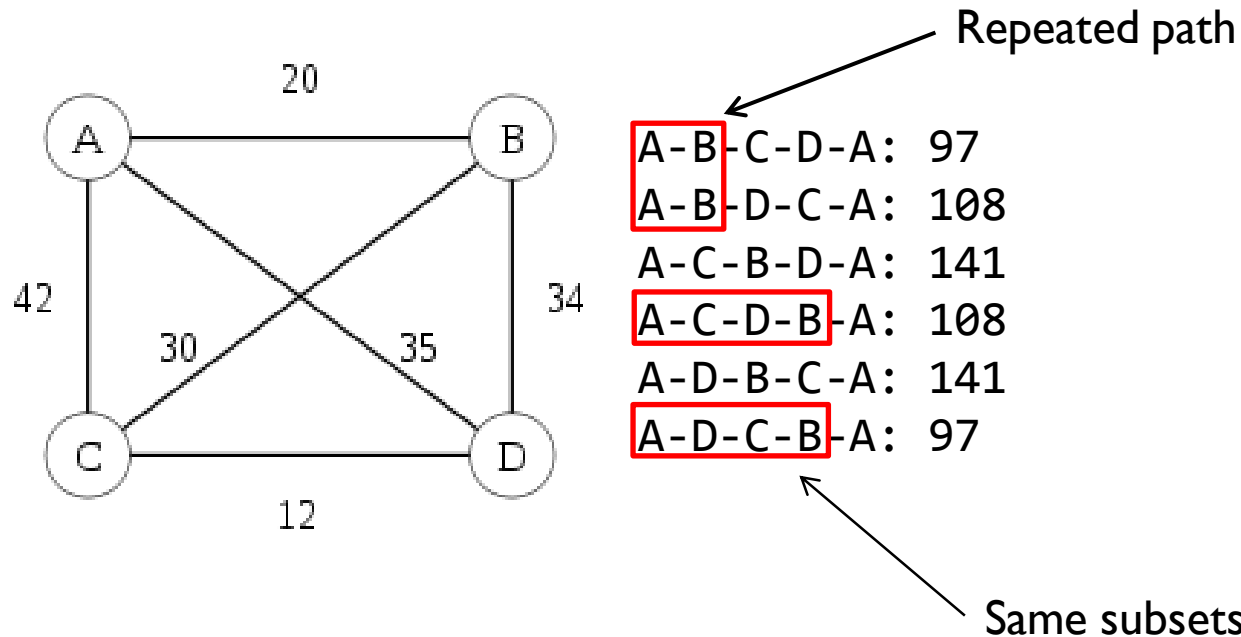 Repeated path
20
A
B
A-B-C-D-A: 97
A-B-D-C-A: 108
A-C-B-D-A: 141
42
34
A-C-D-B-A: 108
30
35
A-D-B-C-A: 141
A-D-C-B-A: 97
C
D
12
Same subsets